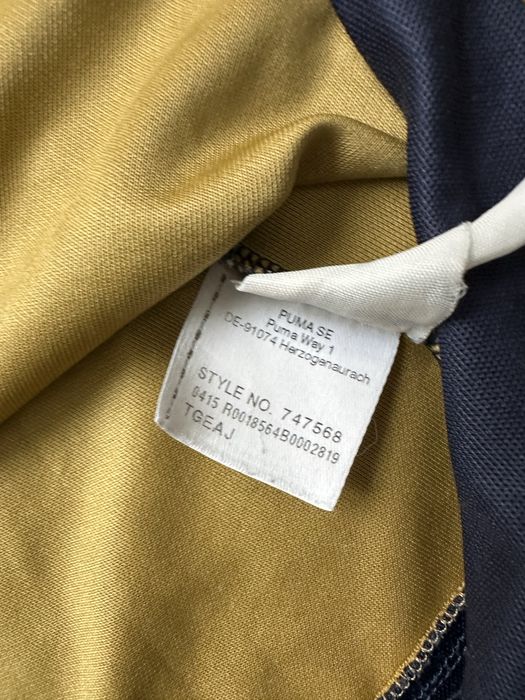 PUMA SE
Puma Way 1
DE-91074 Herzogenaurach
STYLE NO. 747568
0415 R0018564B0002819
TGEAJ